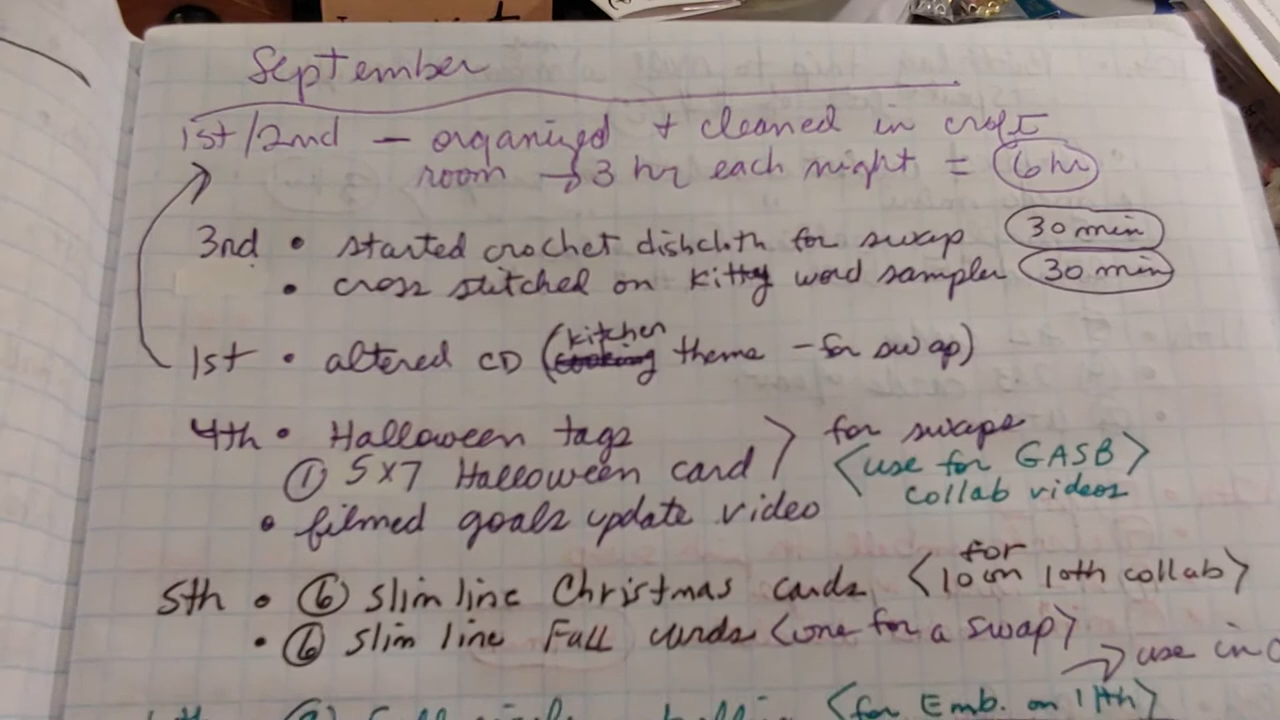 September
1st/2nd — organized + cleaned in craft
room → 3 hr each night = 6 hr
3nd • started crochet dishcloth for swap 30 min
• cross stitched on Kitty word sampler 30 min
1st • altered CD (kitchen theme - for swap)
4th • Halloween tags > for swaps
① 5x7 Halloween card <use for GASB>
collab videos
• filmed goals update video
5th • ⑥ slim line Christmas cards <for 10 on 10th collab>
• ⑥ slim line Fall cards <one for a swap>
→ use in
<for Emb. on 11th>